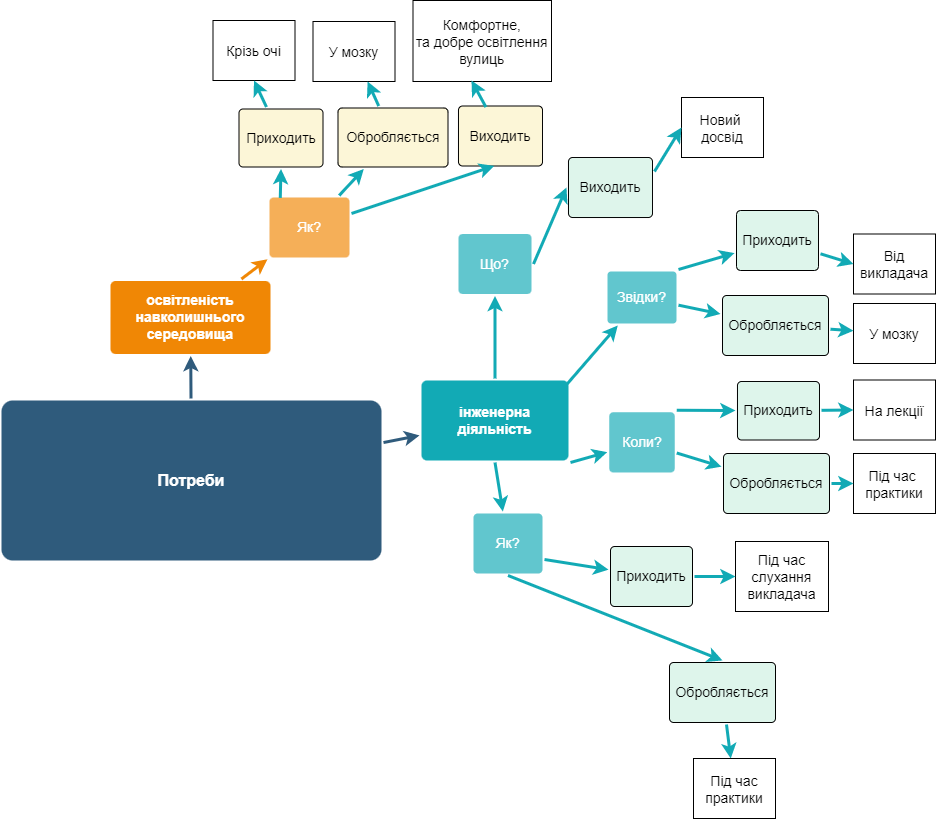 Крізь очі
У мозку
Комфортне,
та добре освітлення
вулиць
Приходить
Обробляється
Виходить
Як?
освітленість
навколишнього
середовища
Потреби
інженерна
діяльність
Що?
Виходить
Новий
досвід
Звідки?
Приходить
Від
викладача
Обробляється
У мозку
Коли?
Приходить
На лекції
Обробляється
Під час
практики
Як?
Приходить
Під час
слухання
викладача
Обробляється
Під час
практики